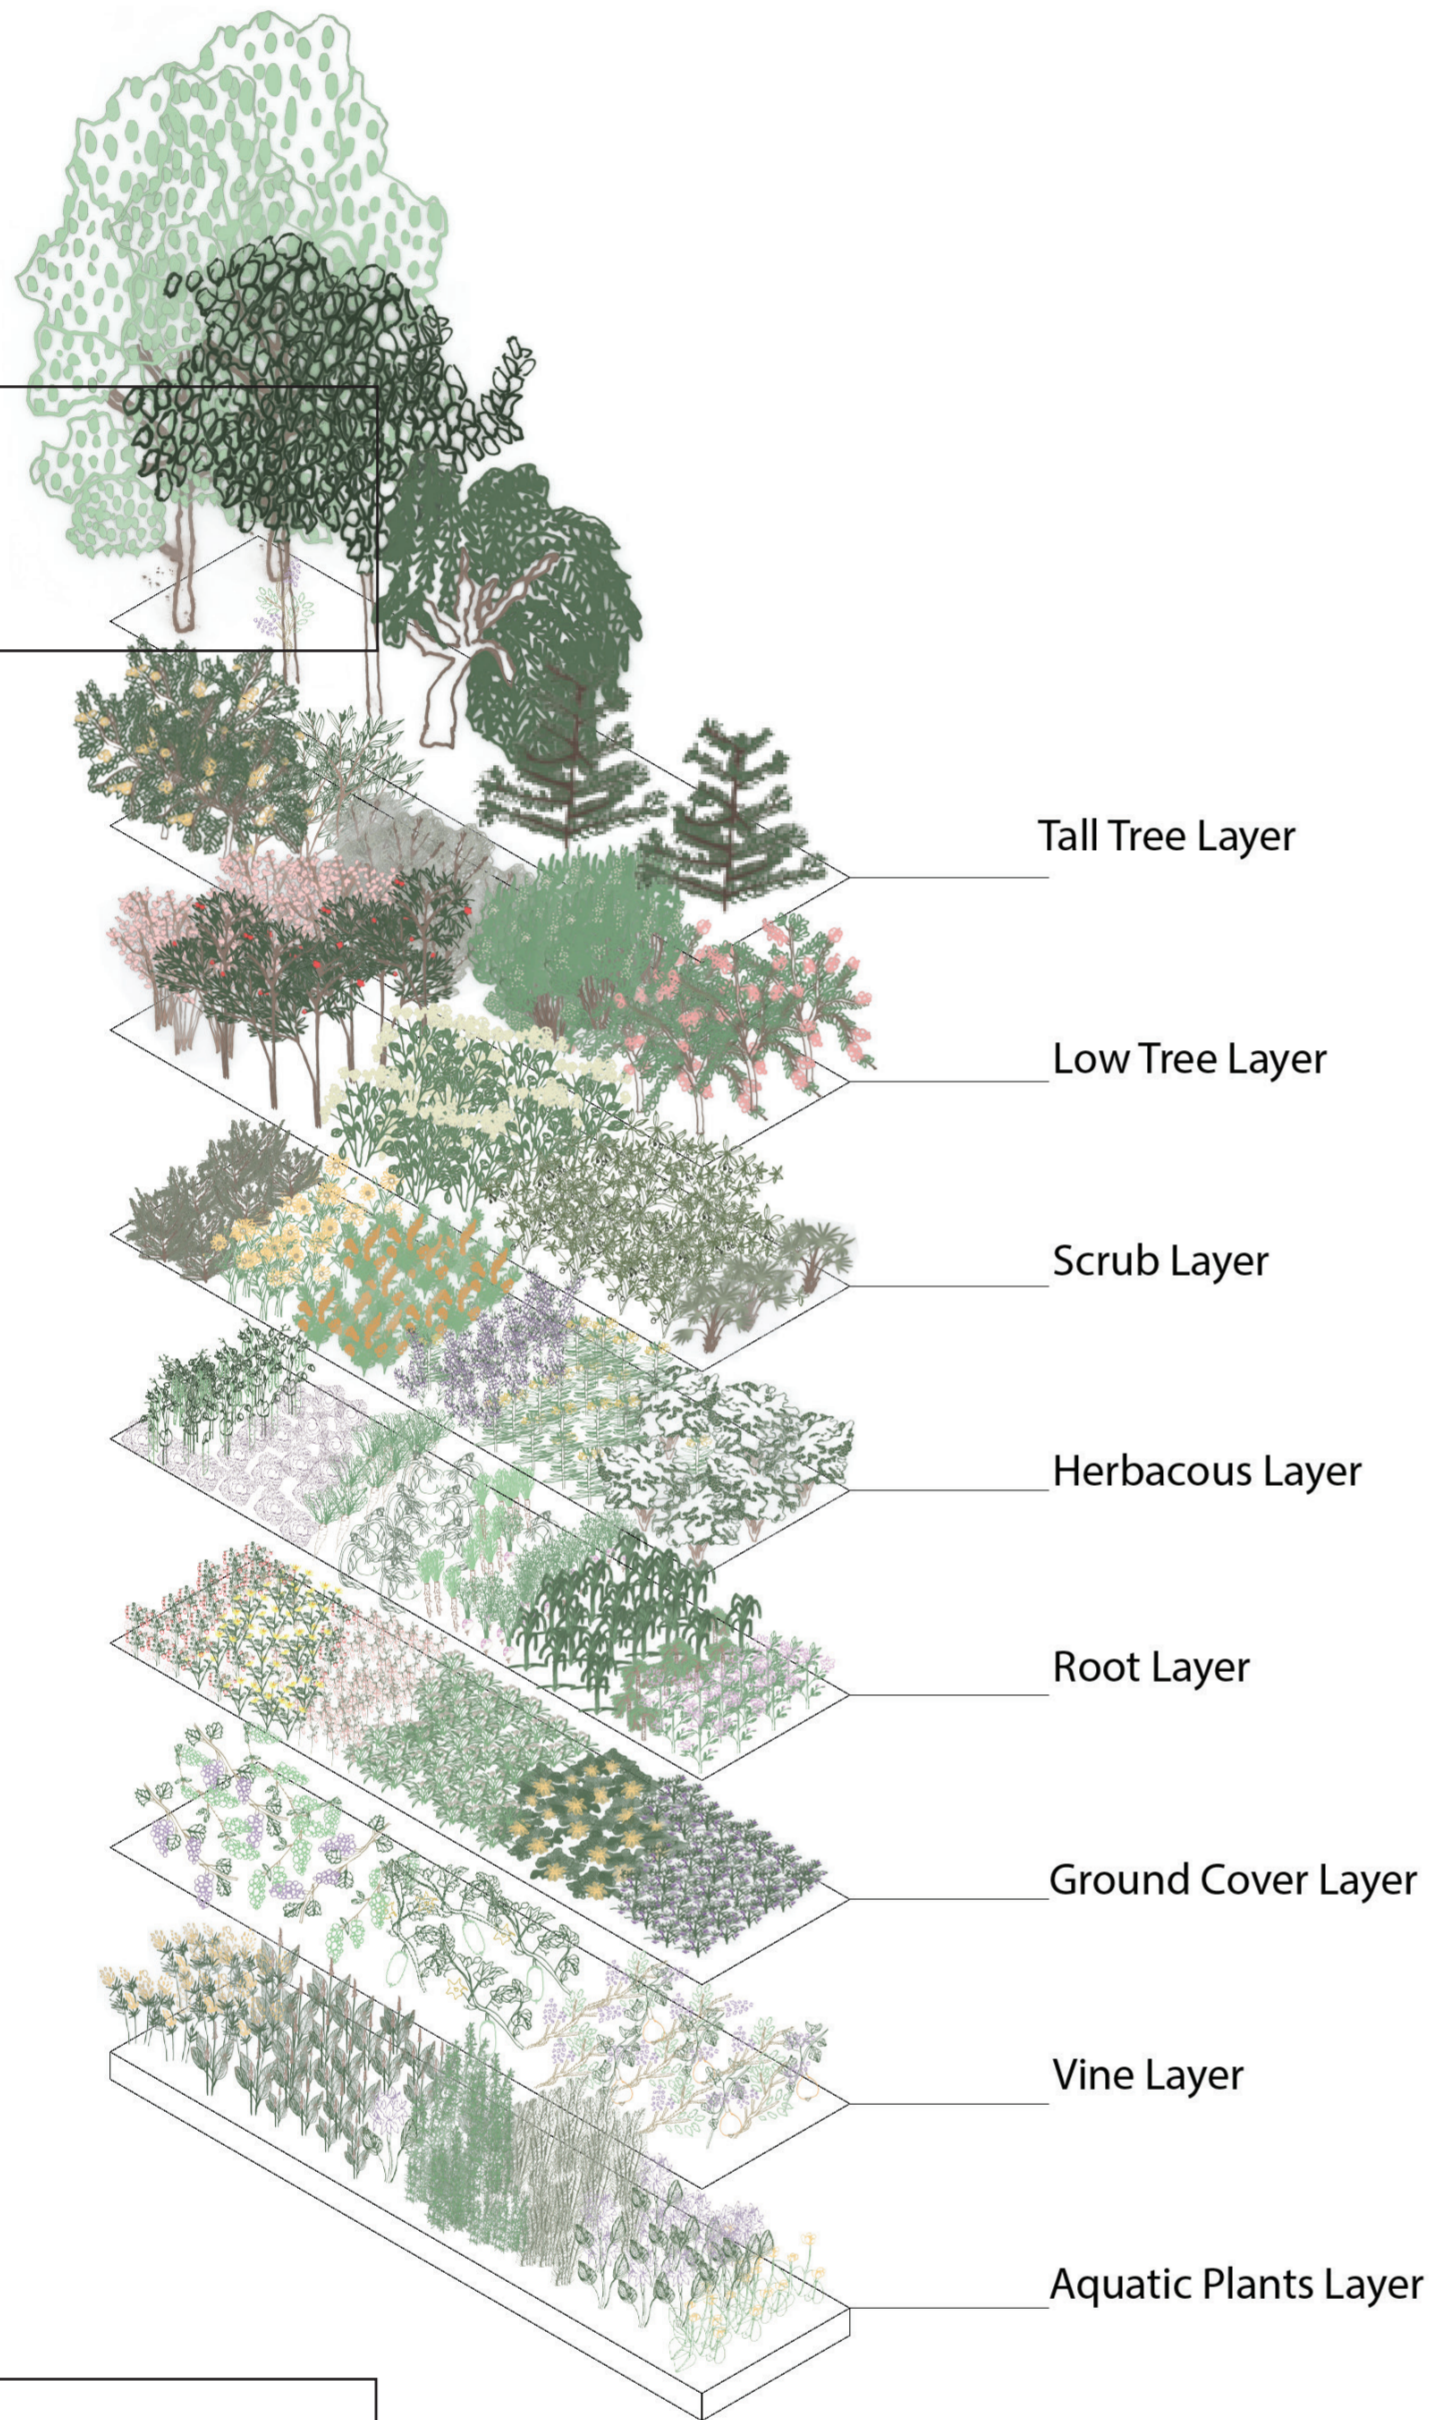 Tall Tree Layer
Low Tree Layer
Scrub Layer
Herbacous Layer
Root Layer
Ground Cover Layer
Vine Layer
Aquatic Plants Layer